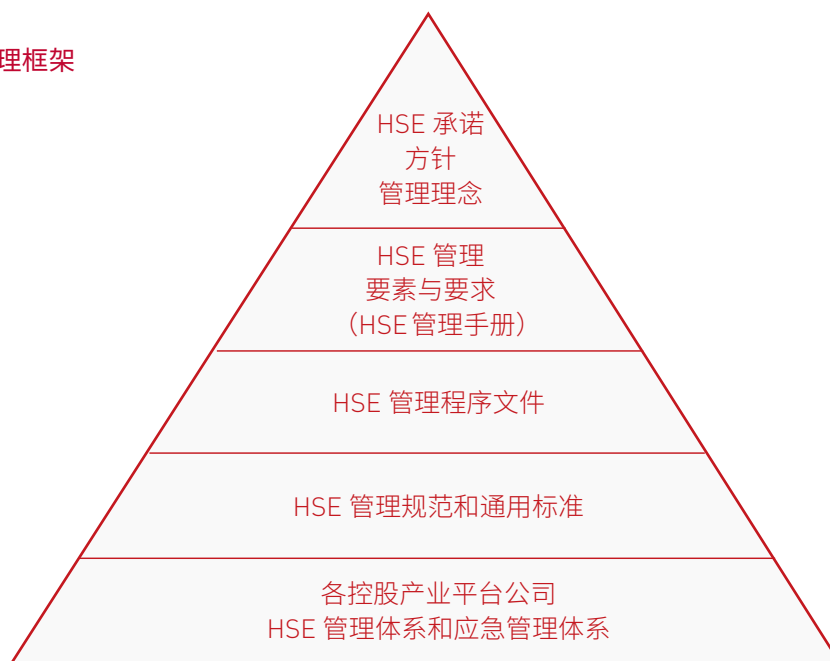 理框架
HSE 承诺
方针
管理理念
HSE 管理
要素与要求
（HSE管理手册）
HSE 管理程序文件
HSE 管理规范和通用标准
各控股产业平台公司
HSE 管理体系和应急管理体系